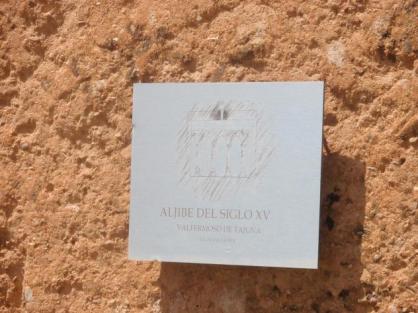 ALJIBE DEL SIGLO XV
VALFERMOSO DE TAJUÑA